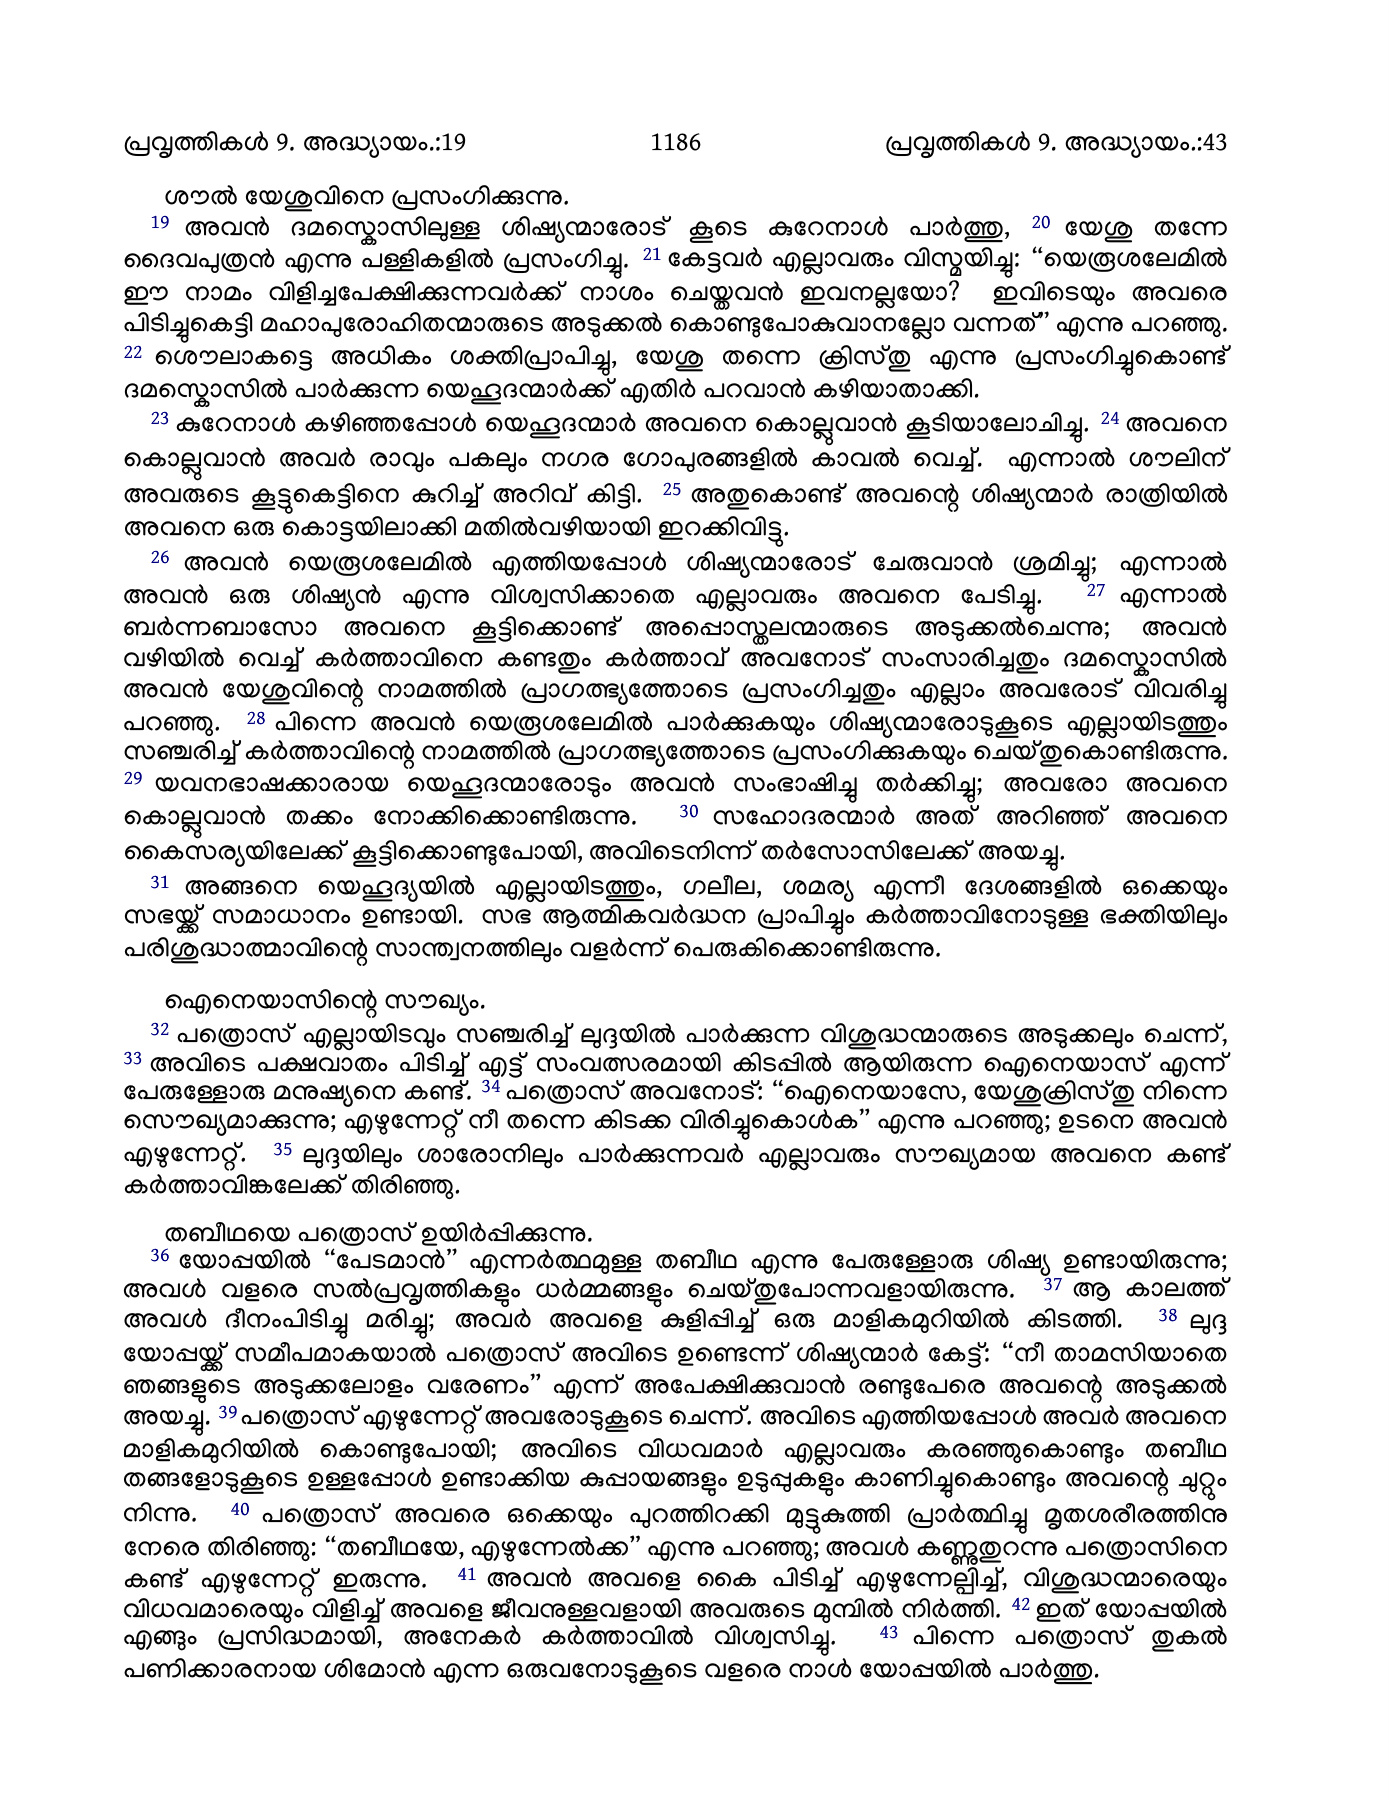 പ്രവൃത്തികൾ 9. അദ്ധ്യായം.:19 1186 പ്രവൃത്തികൾ 9. അദ്ധ്യായം.:43
ശൗൽ യേശുവിനെ പ്രസംഗിക്കുന്നു.
19 അവൻ ദമസ്കൊസിലുള്ള ശിഷ്യന്മാരോട് കൂടെ കുറേനാൾ പാർത്തു, 20 യേശു തന്നേ
ദൈവപുത്രൻ എന്നു പള്ളികളിൽ പ്രസംഗിച്ചു. 21 കേട്ടവർ എല്ലാവരും വിസ്മയിച്ചു: “യെരൂശലേമിൽ
ഈ നാമം വിളിച്ചപേക്ഷിക്കുന്നവർക്ക് നാശം ചെയ്തവൻ ഇവനല്ലയോ? ഇവിടെയും അവരെ
പിടിച്ചുകെട്ടി മഹാപുരോഹിതന്മാരുടെ അടുക്കൽ കൊണ്ടുപോകുവാനല്ലോ വന്നത്” എന്നു പറഞ്ഞു.
22 ശൌലാകട്ടെ അധികം ശക്തിപ്രാപിച്ചു, യേശു തന്നെ ക്രിസ്തു എന്നു പ്രസംഗിച്ചുകൊണ്ട്
ദമസ്കൊസിൽ പാർക്കുന്ന യെഹൂദന്മാർക്ക് എതിർ പറവാൻ കഴിയാതാക്കി.
23 കുറേനാൾ കഴിഞ്ഞപ്പോൾ യെഹൂദന്മാർ അവനെ കൊല്ലുവാൻ കൂടിയാലോചിച്ചു. 24 അവനെ
കൊല്ലുവാൻ അവർ രാവും പകലും നഗര ഗോപുരങ്ങളിൽ കാവൽ വെച്ച്. എന്നാൽ ശൗലിന്
അവരുടെ കൂട്ടുകെട്ടിനെ കുറിച്ച് അറിവ് കിട്ടി. 25 അതുകൊണ്ട് അവന്റെ ശിഷ്യന്മാർ രാത്രിയിൽ
അവനെ ഒരു കൊട്ടയിലാക്കി മതിൽവഴിയായി ഇറക്കിവിട്ടു.
26 അവൻ യെരൂശലേമിൽ എത്തിയപ്പോൾ ശിഷ്യന്മാരോട് ചേരുവാൻ ശ്രമിച്ചു; എന്നാൽ
അവൻ ഒരു ശിഷ്യൻ എന്നു വിശ്വസിക്കാതെ എല്ലാവരും അവനെ പേടിച്ചു. 27 എന്നാൽ
ബർന്നബാസോ അവനെ കൂട്ടിക്കൊണ്ട് അപ്പൊസ്തലന്മാരുടെ അടുക്കൽചെന്നു; അവൻ
വഴിയിൽ വെച്ച് കർത്താവിനെ കണ്ടതും കർത്താവ് അവനോട് സംസാരിച്ചതും ദമസ്കൊസിൽ
അവൻ യേശുവിന്റെ നാമത്തിൽ പ്രാഗത്ഭ്യത്തോടെ പ്രസംഗിച്ചതും എല്ലാം അവരോട് വിവരിച്ചു
പറഞ്ഞു. 28 പിന്നെ അവൻ യെരൂശലേമിൽ പാർക്കുകയും ശിഷ്യന്മാരോടുകൂടെ എല്ലായിടത്തും
സഞ്ചരിച്ച് കർത്താവിന്റെ നാമത്തിൽ പ്രാഗത്ഭ്യത്തോടെ പ്രസംഗിക്കുകയും ചെയ്തുകൊണ്ടിരുന്നു.
29 യവനഭാഷക്കാരായ യെഹൂദന്മാരോടും അവൻ സംഭാഷിച്ചു തർക്കിച്ചു; അവരോ അവനെ
കൊല്ലുവാൻ തക്കം നോക്കിക്കൊണ്ടിരുന്നു. 30 സഹോദരന്മാർ അത് അറിഞ്ഞ് അവനെ
കൈസര്യയിലേക്ക് കൂട്ടിക്കൊണ്ടുപോയി, അവിടെനിന്ന് തർസോസിലേക്ക് അയച്ചു.
31 അങ്ങനെ യെഹൂദ്യയിൽ എല്ലായിടത്തും, ഗലീല, ശമര്യ എന്നീ ദേശങ്ങളിൽ ഒക്കെയും
സഭയ്ക്ക് സമാധാനം ഉണ്ടായി. സഭ ആത്മികവർദ്ധന പ്രാപിച്ചും കർത്താവിനോടുള്ള ഭക്തിയിലും
പരിശുദ്ധാത്മാവിന്റെ സാന്ത്വനത്തിലും വളർന്ന് പെരുകിക്കൊണ്ടിരുന്നു.
ഐനെയാസിന്റെ സൗഖ്യം.
32 പത്രൊസ് എല്ലായിടവും സഞ്ചരിച്ച് ലുദ്ദയിൽ പാർക്കുന്ന വിശുദ്ധന്മാരുടെ അടുക്കലും ചെന്ന്,
33 അവിടെ പക്ഷവാതം പിടിച്ച് എട്ട് സംവത്സരമായി കിടപ്പിൽ ആയിരുന്ന ഐനെയാസ് എന്ന്
പേരുള്ളോരു മനുഷ്യനെ കണ്ട്. 34 പത്രൊസ് അവനോട്: “ഐനെയാസേ, യേശുക്രിസ്തു നിന്നെ
സൌഖ്യമാക്കുന്നു; എഴുന്നേറ്റ് നീ തന്നെ കിടക്ക വിരിച്ചുകൊൾക” എന്നു പറഞ്ഞു; ഉടനെ അവൻ
എഴുന്നേറ്റ്. 35 ലുദ്ദയിലും ശാരോനിലും പാർക്കുന്നവർ എല്ലാവരും സൗഖ്യമായ അവനെ കണ്ട്
കർത്താവിങ്കലേക്ക് തിരിഞ്ഞു.
തബീഥയെ പത്രൊസ് ഉയിർപ്പിക്കുന്നു.
36 യോപ്പയിൽ “പേടമാൻ” എന്നർത്ഥമുള്ള തബീഥ എന്നു പേരുള്ളോരു ശിഷ്യ ഉണ്ടായിരുന്നു;
അവൾ വളരെ സൽപ്രവൃത്തികളും ധർമ്മങ്ങളും ചെയ്തുപോന്നവളായിരുന്നു. 37 ആ കാലത്ത്
അവൾ ദീനംപിടിച്ചു മരിച്ചു; അവർ അവളെ കുളിപ്പിച്ച് ഒരു മാളികമുറിയിൽ കിടത്തി. 38 ലുദ്ദ
യോപ്പയ്ക്ക് സമീപമാകയാൽ പത്രൊസ് അവിടെ ഉണ്ടെന്ന് ശിഷ്യന്മാർ കേട്ട്: “നീ താമസിയാതെ
ഞങ്ങളുടെ അടുക്കലോളം വരേണം” എന്ന് അപേക്ഷിക്കുവാൻ രണ്ടുപേരെ അവന്റെ അടുക്കൽ
അയച്ചു. 39 പത്രൊസ് എഴുന്നേറ്റ് അവരോടുകൂടെ ചെന്ന്. അവിടെ എത്തിയപ്പോൾ അവർ അവനെ
മാളികമുറിയിൽ കൊണ്ടുപോയി; അവിടെ വിധവമാർ എല്ലാവരും കരഞ്ഞുകൊണ്ടും തബീഥ
തങ്ങളോടുകൂടെ ഉള്ളപ്പോൾ ഉണ്ടാക്കിയ കുപ്പായങ്ങളും ഉടുപ്പുകളും കാണിച്ചുകൊണ്ടും അവന്റെ ചുറ്റും
നിന്നു. 40 പത്രൊസ് അവരെ ഒക്കെയും പുറത്തിറക്കി മുട്ടുകുത്തി പ്രാർത്ഥിച്ചു മൃതശരീരത്തിനു
നേരെ തിരിഞ്ഞു: “തബീഥയേ, എഴുന്നേൽക്ക” എന്നു പറഞ്ഞു; അവൾ കണ്ണുതുറന്നു പത്രൊസിനെ
കണ്ട് എഴുന്നേറ്റ് ഇരുന്നു. 41 അവൻ അവളെ കൈ പിടിച്ച് എഴുന്നേല്പിച്ച്, വിശുദ്ധന്മാരെയും
വിധവമാരെയും വിളിച്ച് അവളെ ജീവനുള്ളവളായി അവരുടെ മുമ്പിൽ നിർത്തി. 42 ഇത് യോപ്പയിൽ
എങ്ങും പ്രസിദ്ധമായി, അനേകർ കർത്താവിൽ വിശ്വസിച്ചു. 43 പിന്നെ പത്രൊസ് തുകൽ
പണിക്കാരനായ ശിമോൻ എന്ന ഒരുവനോടുകൂടെ വളരെ നാൾ യോപ്പയിൽ പാർത്തു.